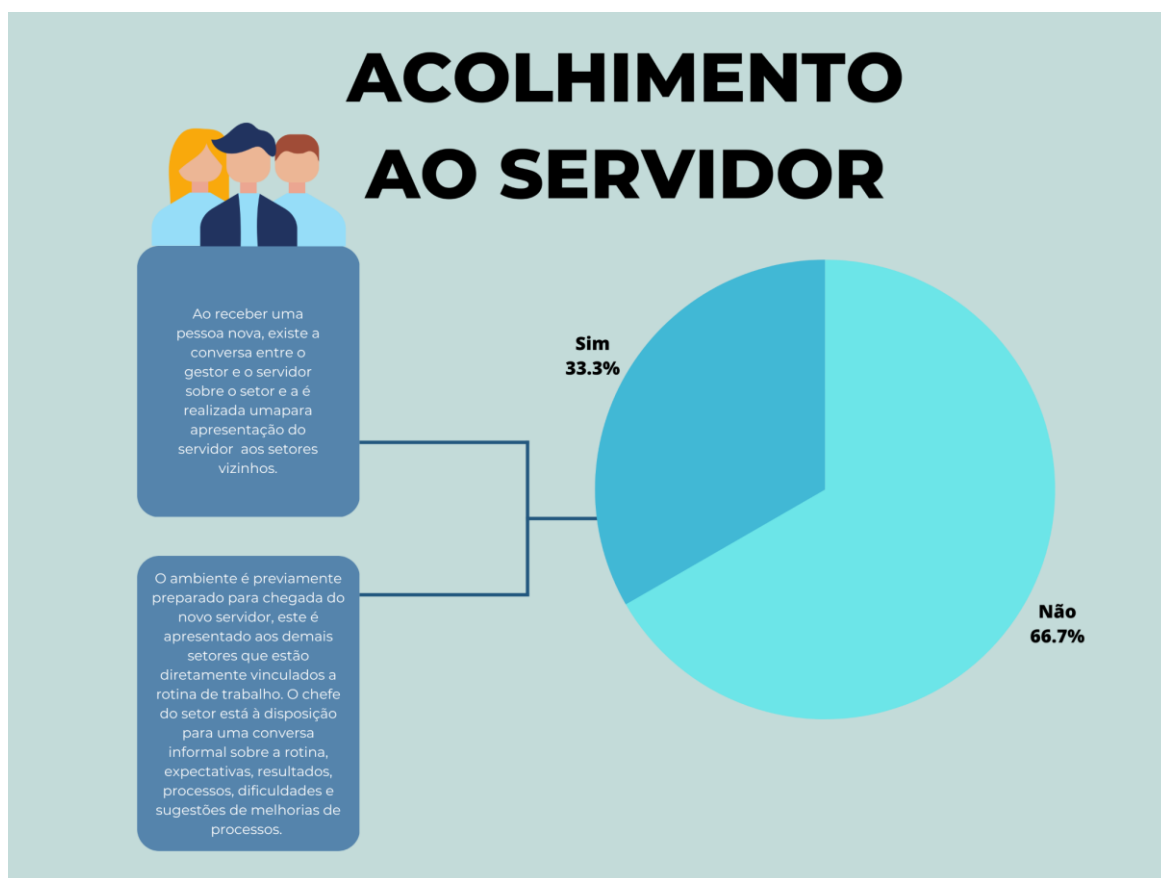 ACOLHIMENTO
AO SERVIDOR
Ao receber uma
pessoa nova, existe a
conversa entre o
gestor e o servidor
sobre o setor e a é
realizada umapara
apresentação do
servidor  aos setores
vizinhos.
O ambiente é previamente
preparado para chegada do
novo servidor, este é
apresentado aos demais
setores que estão
diretamente vinculados a
rotina de trabalho. O chefe
do setor está à disposição
para uma conversa
informal sobre a rotina,
expectativas, resultados,
processos, dificuldades e
sugestões de melhorias de
processos.
Sim
33.3%
Não
66.7%